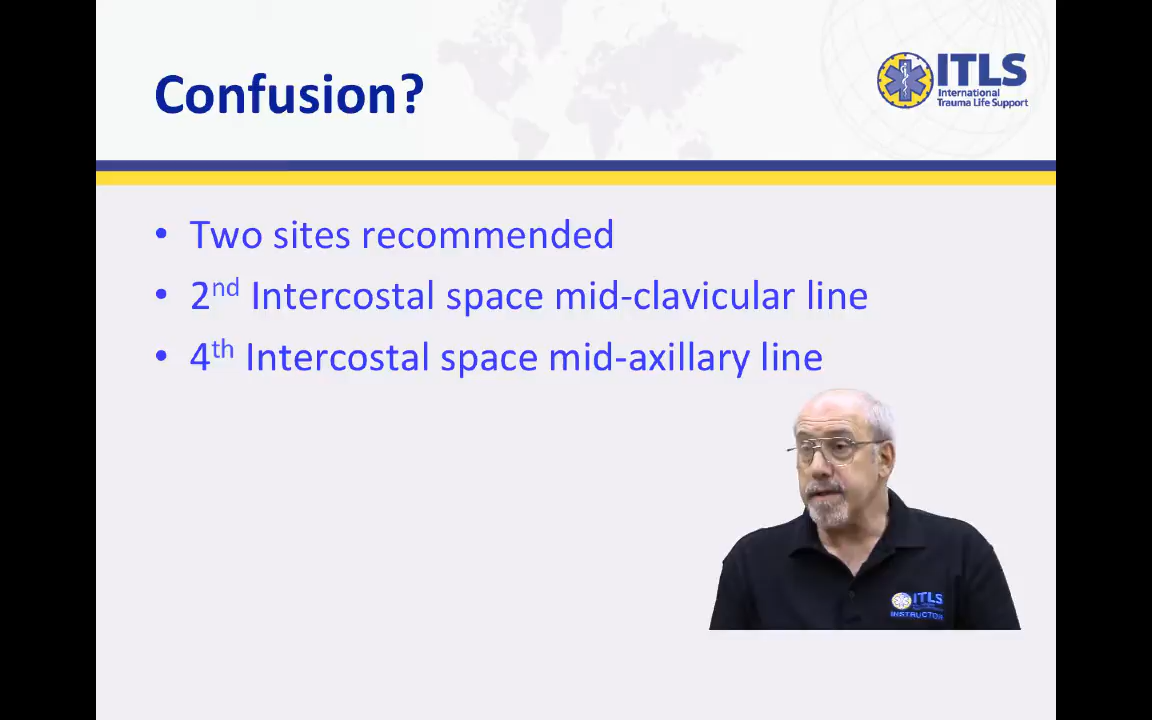 Confusion?
ITLS
International
Trauma Life Support
• Two sites recommended
• 2nd Intercostal space mid-clavicular line
• 4th Intercostal space mid-axillary line
ITLS
INSTRUCTOR